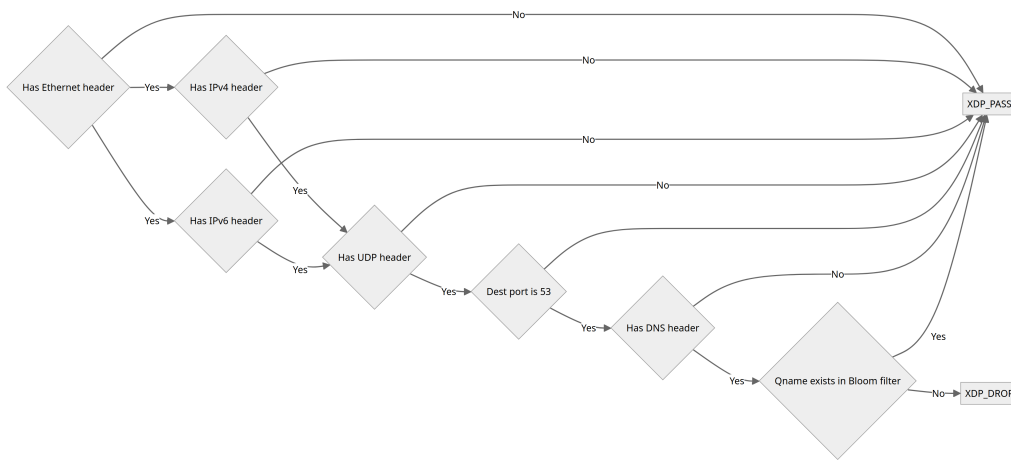 No
Has Ethernet header
Yes
Has IPv4 header
No
XDP_PASS
No
Yes
No
Yes
Has IPv6 header
Has UDP header
Yes
Yes
Dest port is 53
No
Yes
Has DNS header
Yes
Yes
Qname exists in Bloom filter
No
XDP_DROP